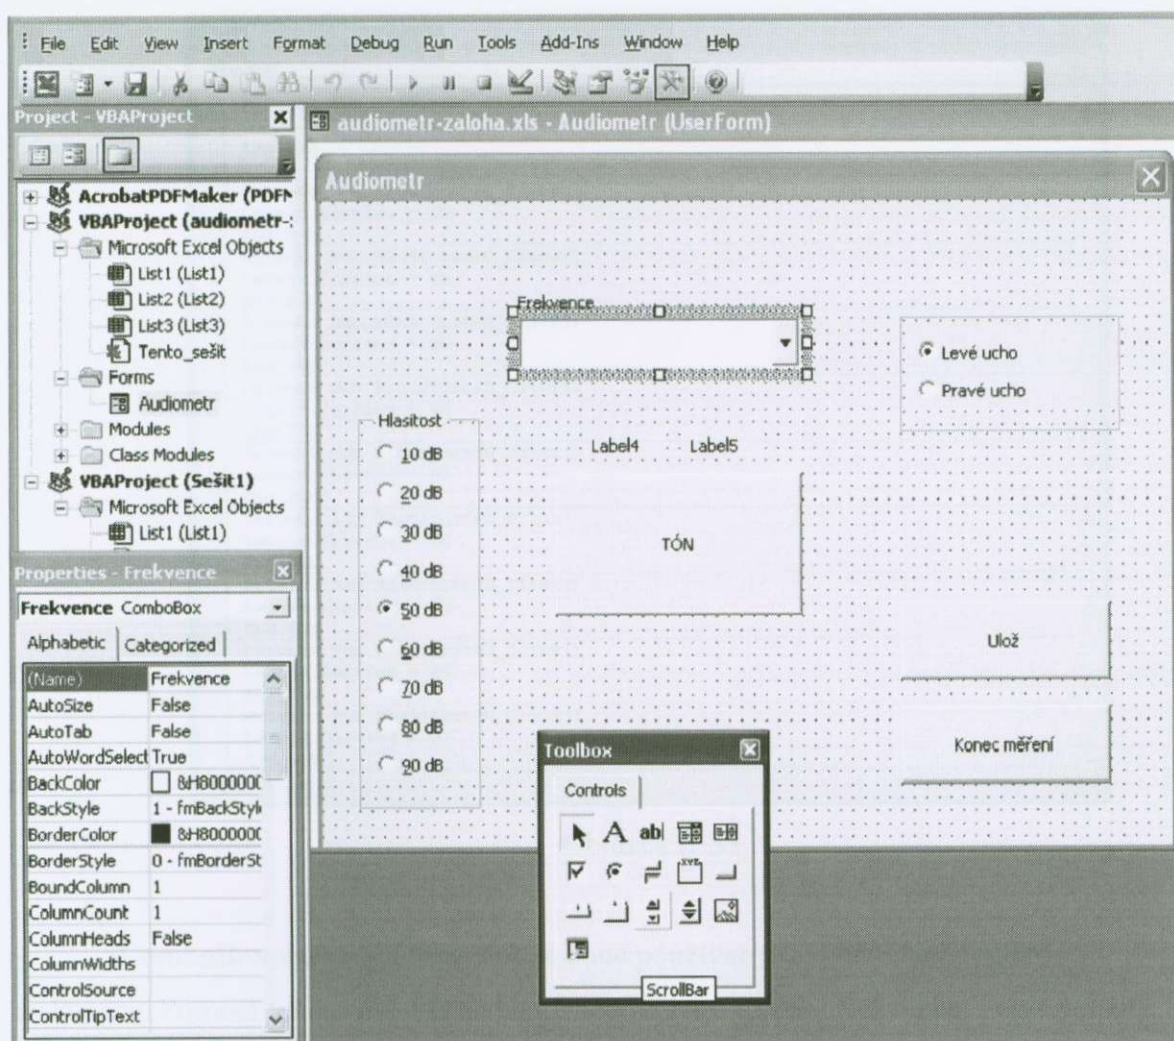 File Edit View Insert Format Debug Run Tools Add-Ins Window Help
Project - VBAProject
AcrobatPDFMaker (PDFM
VBAProject (audiometr-
Microsoft Excel Objects
List1 (List1)
List2 (List2)
List3 (List3)
Tento_sešit
Forms
Audiometr
Modules
Class Modules
VBAProject (Sešit1)
Microsoft Excel Objects
List1 (List1)
Properties - Frekvence
Frekvence ComboBox
Alphabetic Categorized
(Name) Frekvence
AutoSize False
AutoTab False
AutoWordSelect True
BackColor &H8000000
BackStyle 1 - fmBackStyle
BorderColor &H8000000
BorderStyle 0 - fmBorderSt
BoundColumn 1
ColumnCount 1
ColumnHeads False
ColumnWidths
ControlSource
ControlTipText
audiometr-zaloha.xls - Audiometr (UserForm)
Audiometr
Frekvence
Levé ucho
Pravé ucho
Hlasitost
10 dB
20 dB
30 dB
40 dB
50 dB
60 dB
70 dB
80 dB
90 dB
Label4 Label5
TÓN
Ulož
Konec měření
Toolbox
Controls
A ab
XYZ
ScrollBar